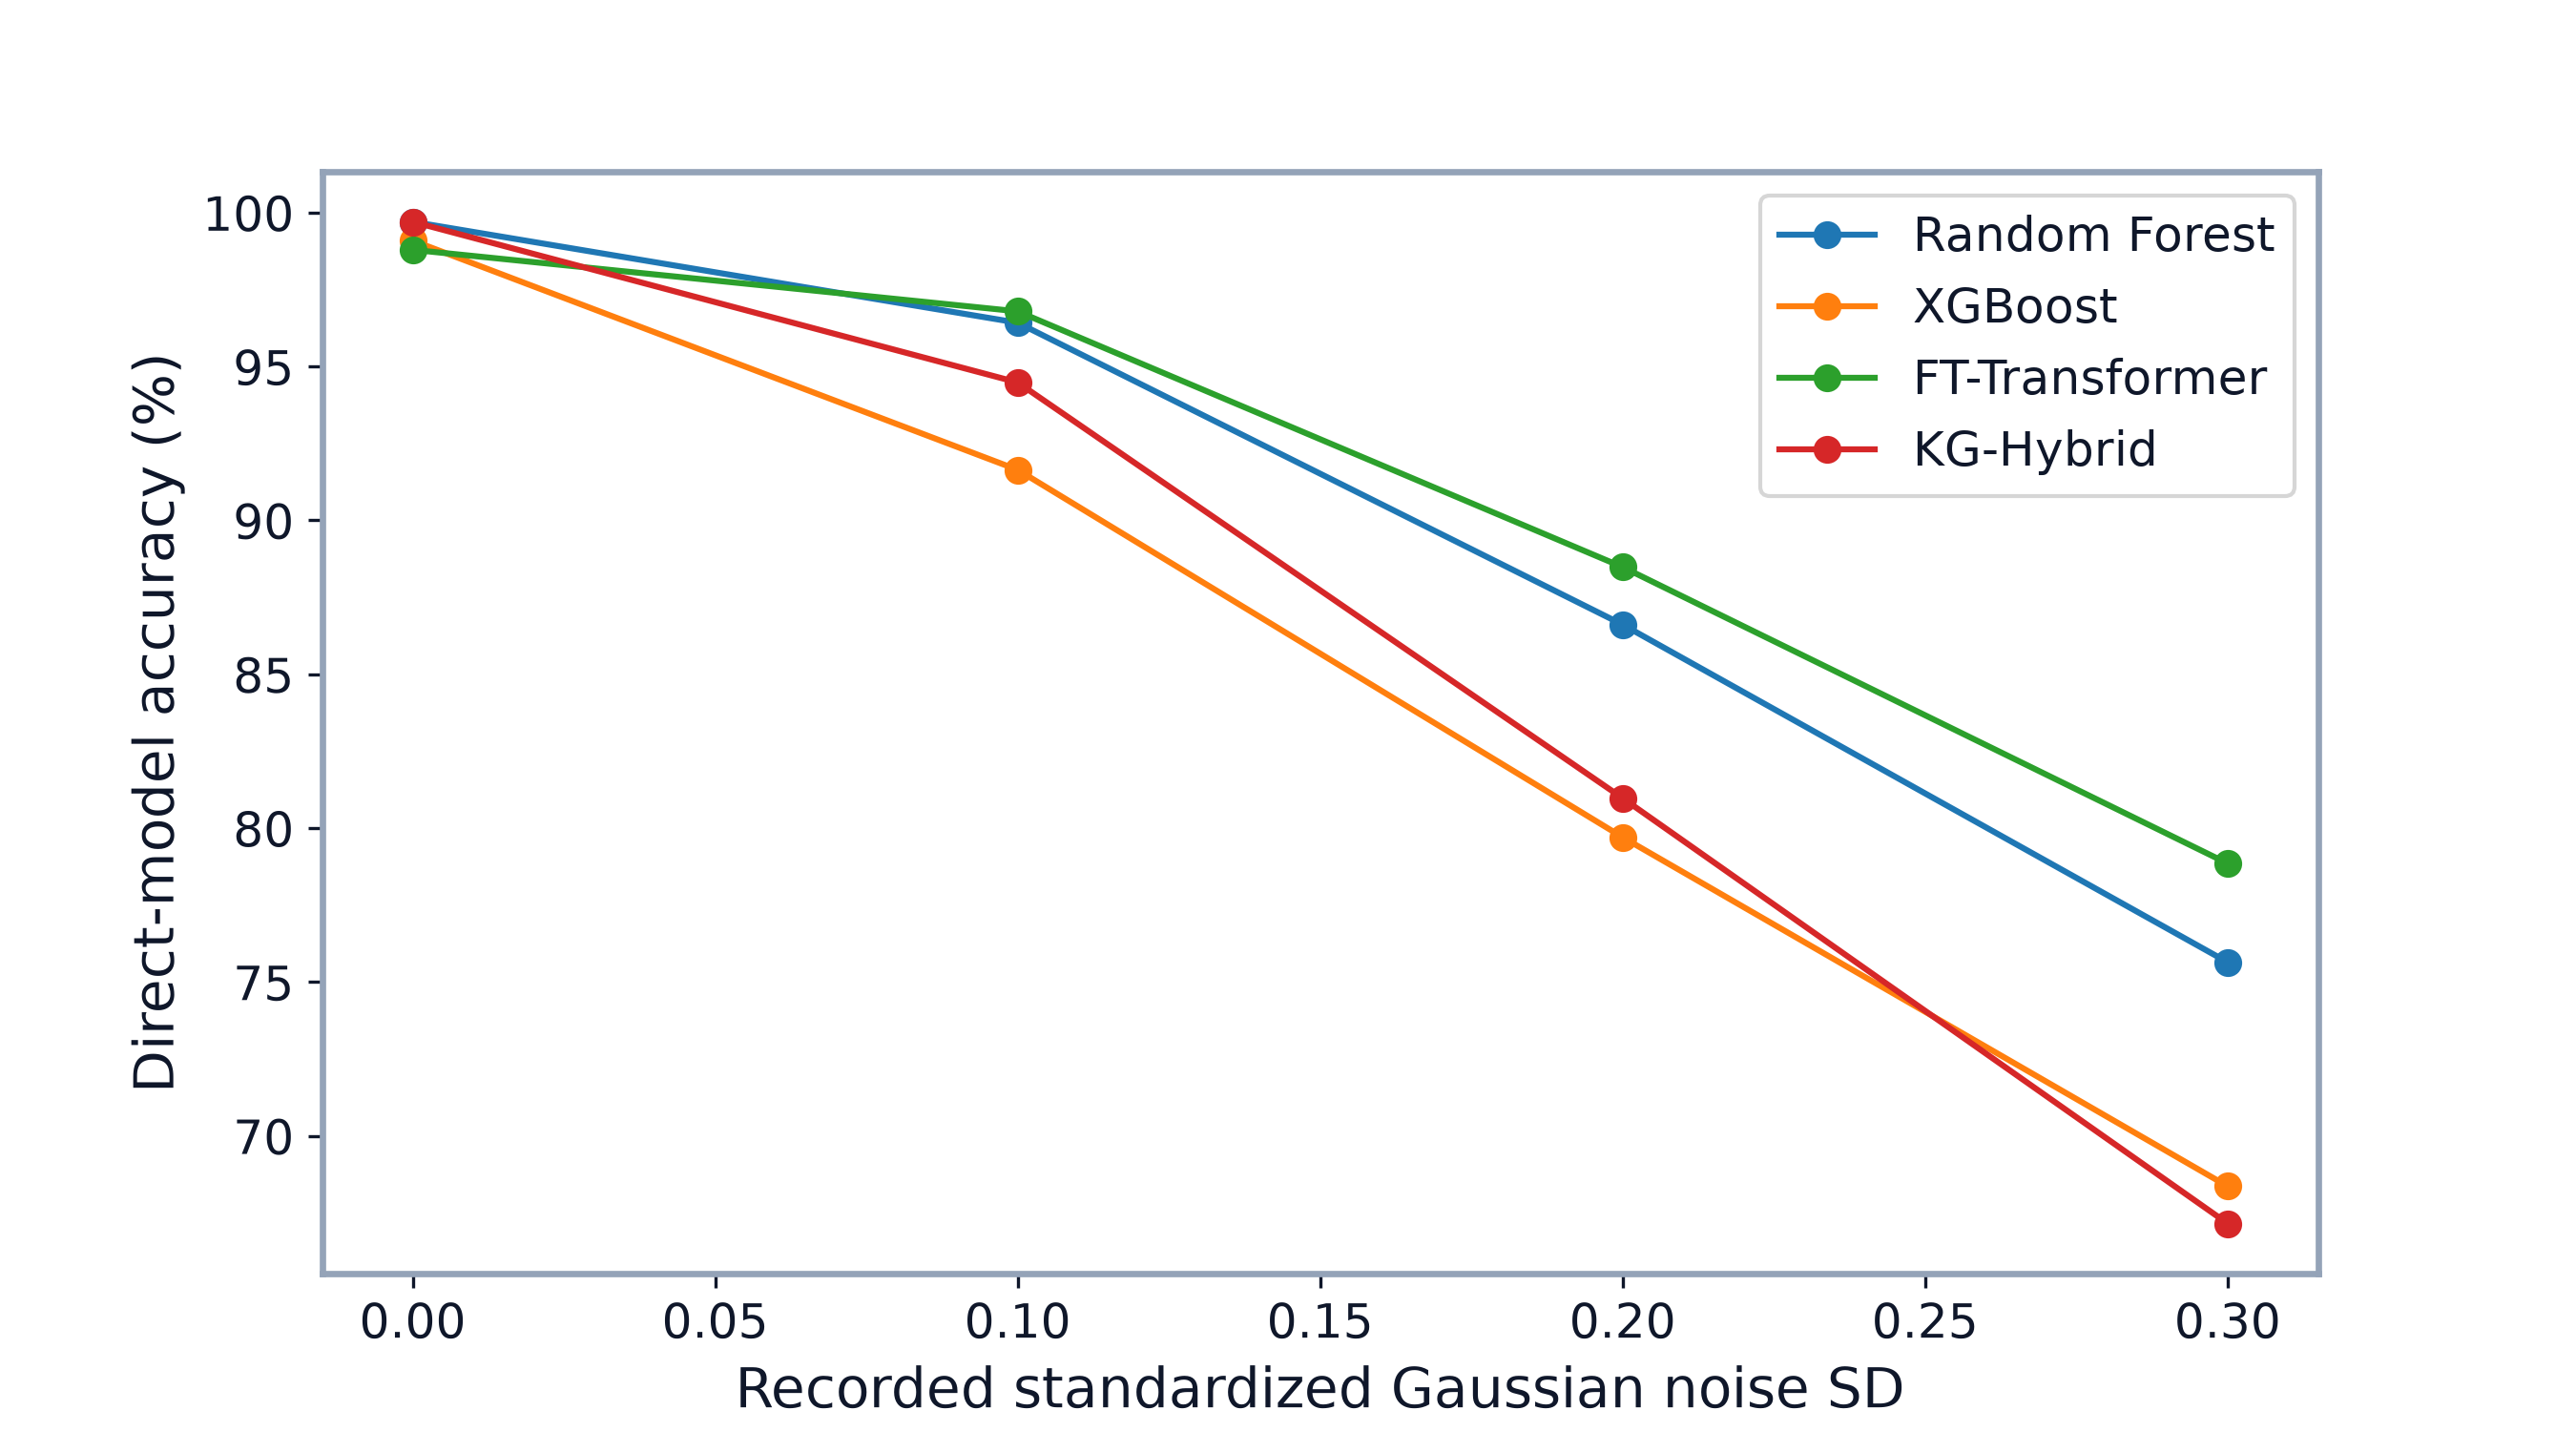 Random Forest
XGBoost
FT-Transformer
KG-Hybrid
Direct-model accuracy (%)
100
95
90
85
80
75
70
0.00 0.05 0.10 0.15 0.20 0.25 0.30
Recorded standardized Gaussian noise SD